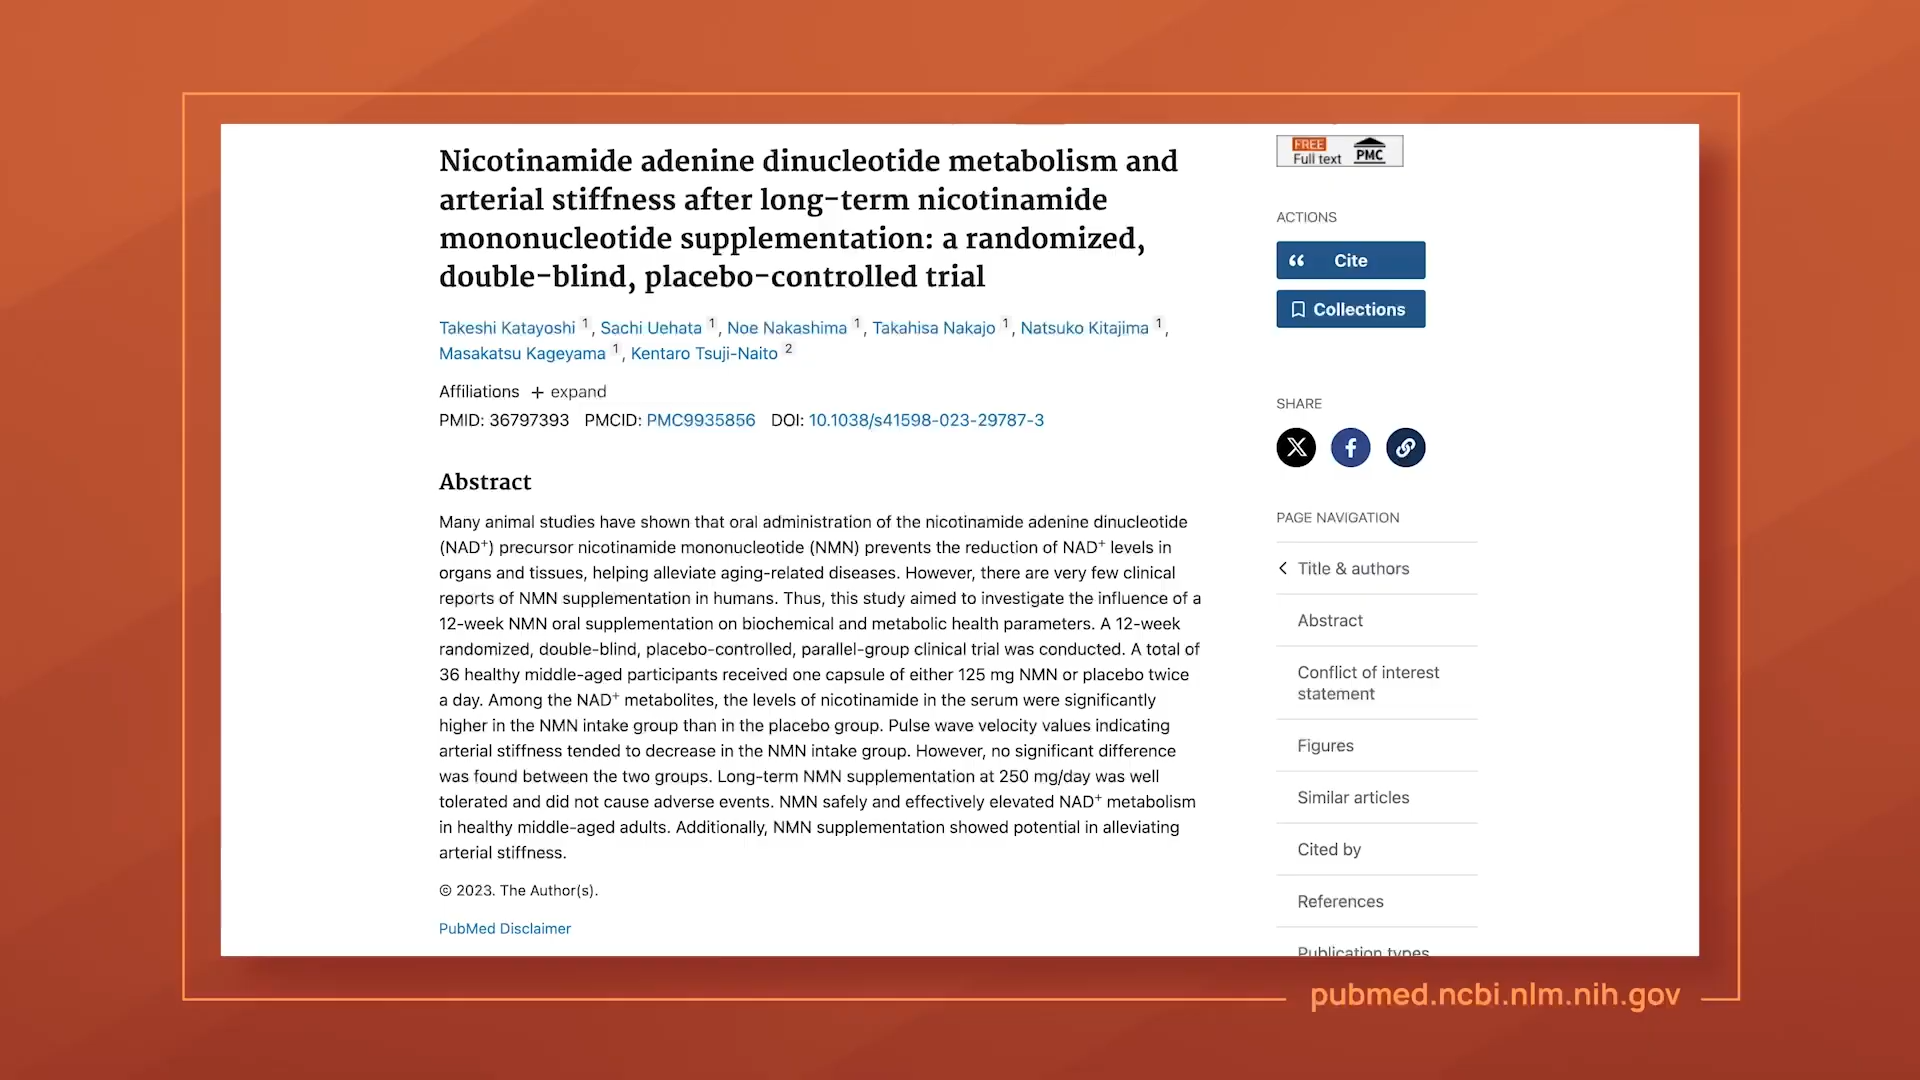 Nicotinamide adenine dinucleotide metabolism and
arterial stiffness after long-term nicotinamide
mononucleotide supplementation: a randomized,
double-blind, placebo-controlled trial
Takeshi Katayoshi 1, Sachi Uehata 1, Noe Nakashima 1, Takahisa Nakajo 1, Natsuko Kitajima 1,
Masakatsu Kageyama 1, Kentaro Tsuji-Naito 2
Affiliations + expand
PMID: 36797393 PMCID: PMC9935856 DOI: 10.1038/s41598-023-29787-3
Abstract
Many animal studies have shown that oral administration of the nicotinamide adenine dinucleotide
(NAD+) precursor nicotinamide mononucleotide (NMN) prevents the reduction of NAD+ levels in
organs and tissues, helping alleviate aging-related diseases. However, there are very few clinical
reports of NMN supplementation in humans. Thus, this study aimed to investigate the influence of a
12-week NMN oral supplementation on biochemical and metabolic health parameters. A 12-week
randomized, double-blind, placebo-controlled, parallel-group clinical trial was conducted. A total of
36 healthy middle-aged participants received one capsule of either 125 mg NMN or placebo twice
a day. Among the NAD+ metabolites, the levels of nicotinamide in the serum were significantly
higher in the NMN intake group than in the placebo group. Pulse wave velocity values indicating
arterial stiffness tended to decrease in the NMN intake group. However, no significant difference
was found between the two groups. Long-term NMN supplementation at 250 mg/day was well
tolerated and did not cause adverse events. NMN safely and effectively elevated NAD+ metabolism
in healthy middle-aged adults. Additionally, NMN supplementation showed potential in alleviating
arterial stiffness.
© 2023. The Author(s).
PubMed Disclaimer
FREE
Full text PMC
ACTIONS
Cite
Collections
SHARE
PAGE NAVIGATION
Title & authors
Abstract
Conflict of interest
statement
Figures
Similar articles
Cited by
References
Publication types
pubmed.ncbi.nlm.nih.gov